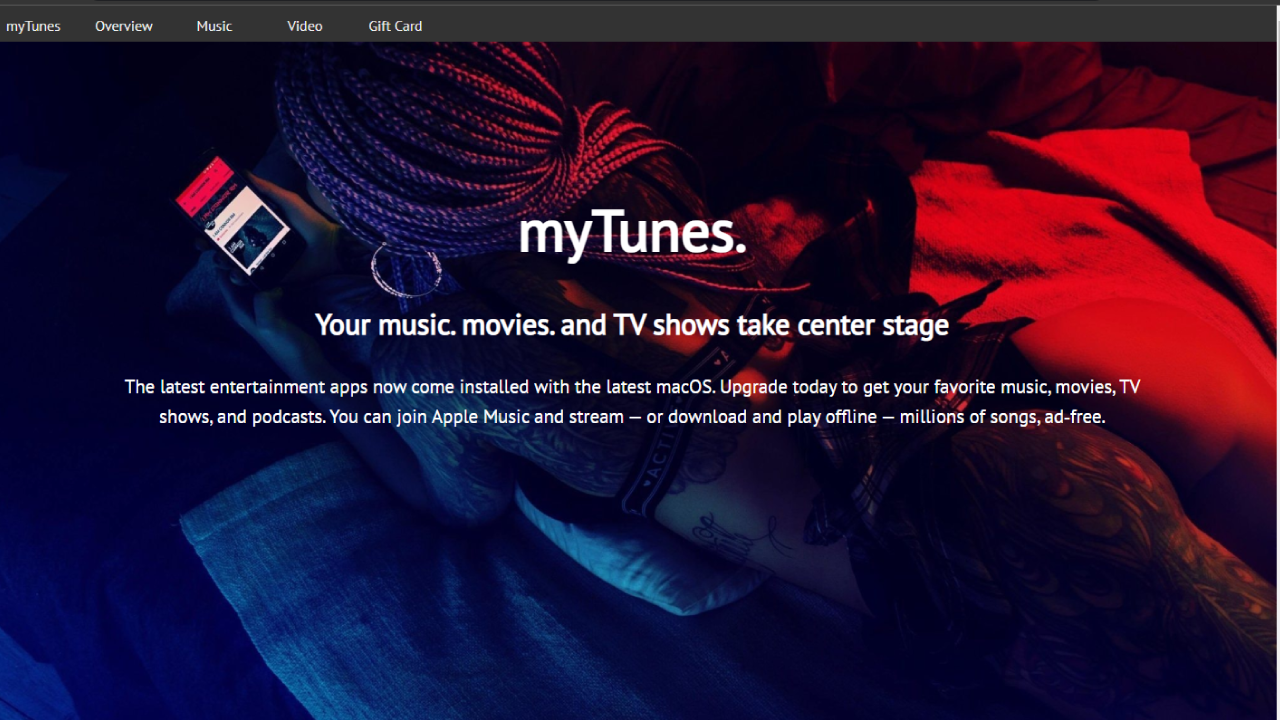 myTunes Overview Music Video Gift Card
myTunes.
Your music. movies. and TV shows take center stage
The latest entertainment apps now come installed with the latest macOS. Upgrade today to get your favorite music, movies, TV
shows, and podcasts. You can join Apple Music and stream — or download and play offline — millions of songs, ad-free.